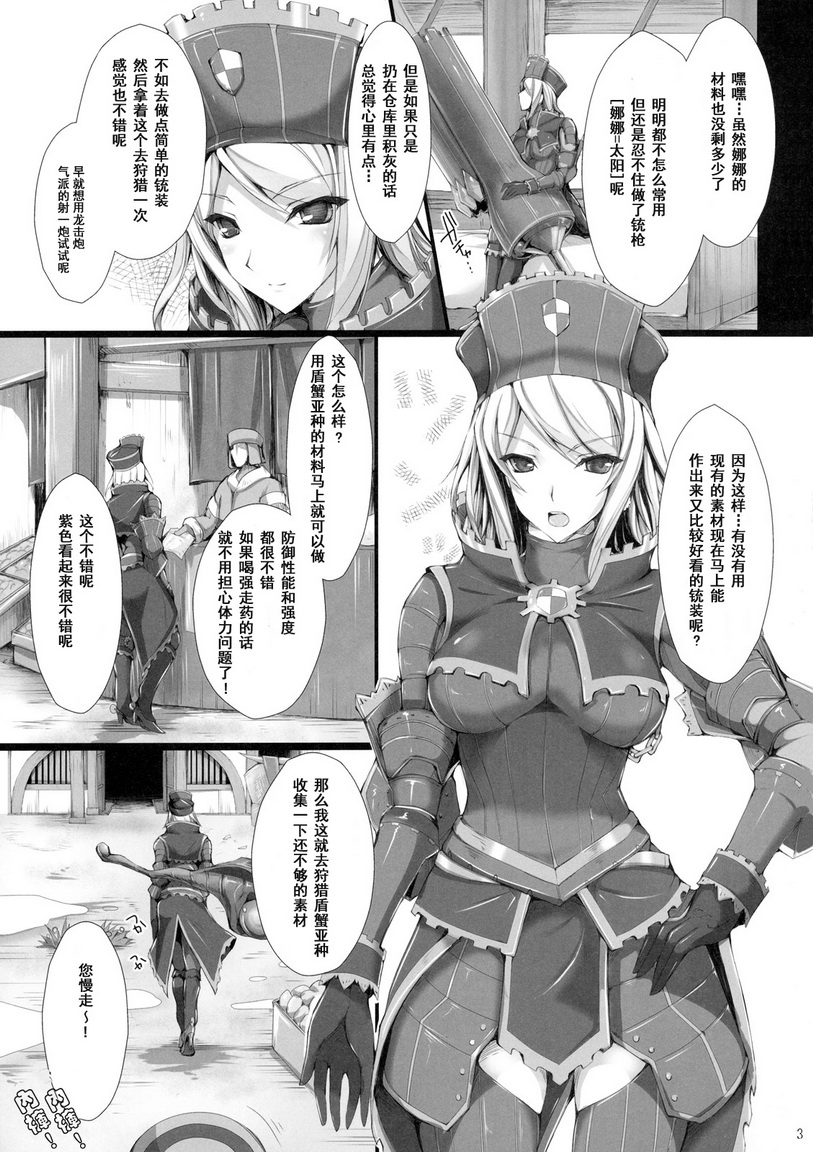 嘿嘿…虽然娜娜的
材料也没剩多少了
明明都不怎么常用
但还是忍不住做了铳枪
[娜娜=太阳]呢
但是如果只是
扔在仓库里积灰的话
总觉得心里有点…
不如去做点简单的铳装
然后拿着这个去狩猎一次
感觉也不错呢
早就想用龙击炮
气派的射一炮试试呢
因为这样…有没有用
现有的素材现在马上能
作出来又比较好看的铳装呢?
这个怎么样?
用盾蟹亚种的材料马上就可以做
防御性能和强度
都很不错
如果喝强走药的话
就不用担心体力问题了!
这个不错呢
紫色看起来很不错呢
那么我这就去狩猎盾蟹亚种
收集一下还不够的素材
您慢走~!
3